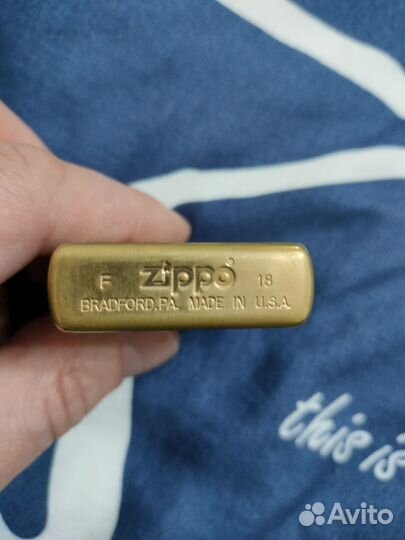 F zippo® 18
BRADFORD, PA. MADE IN U.S.A.
this is
Avito